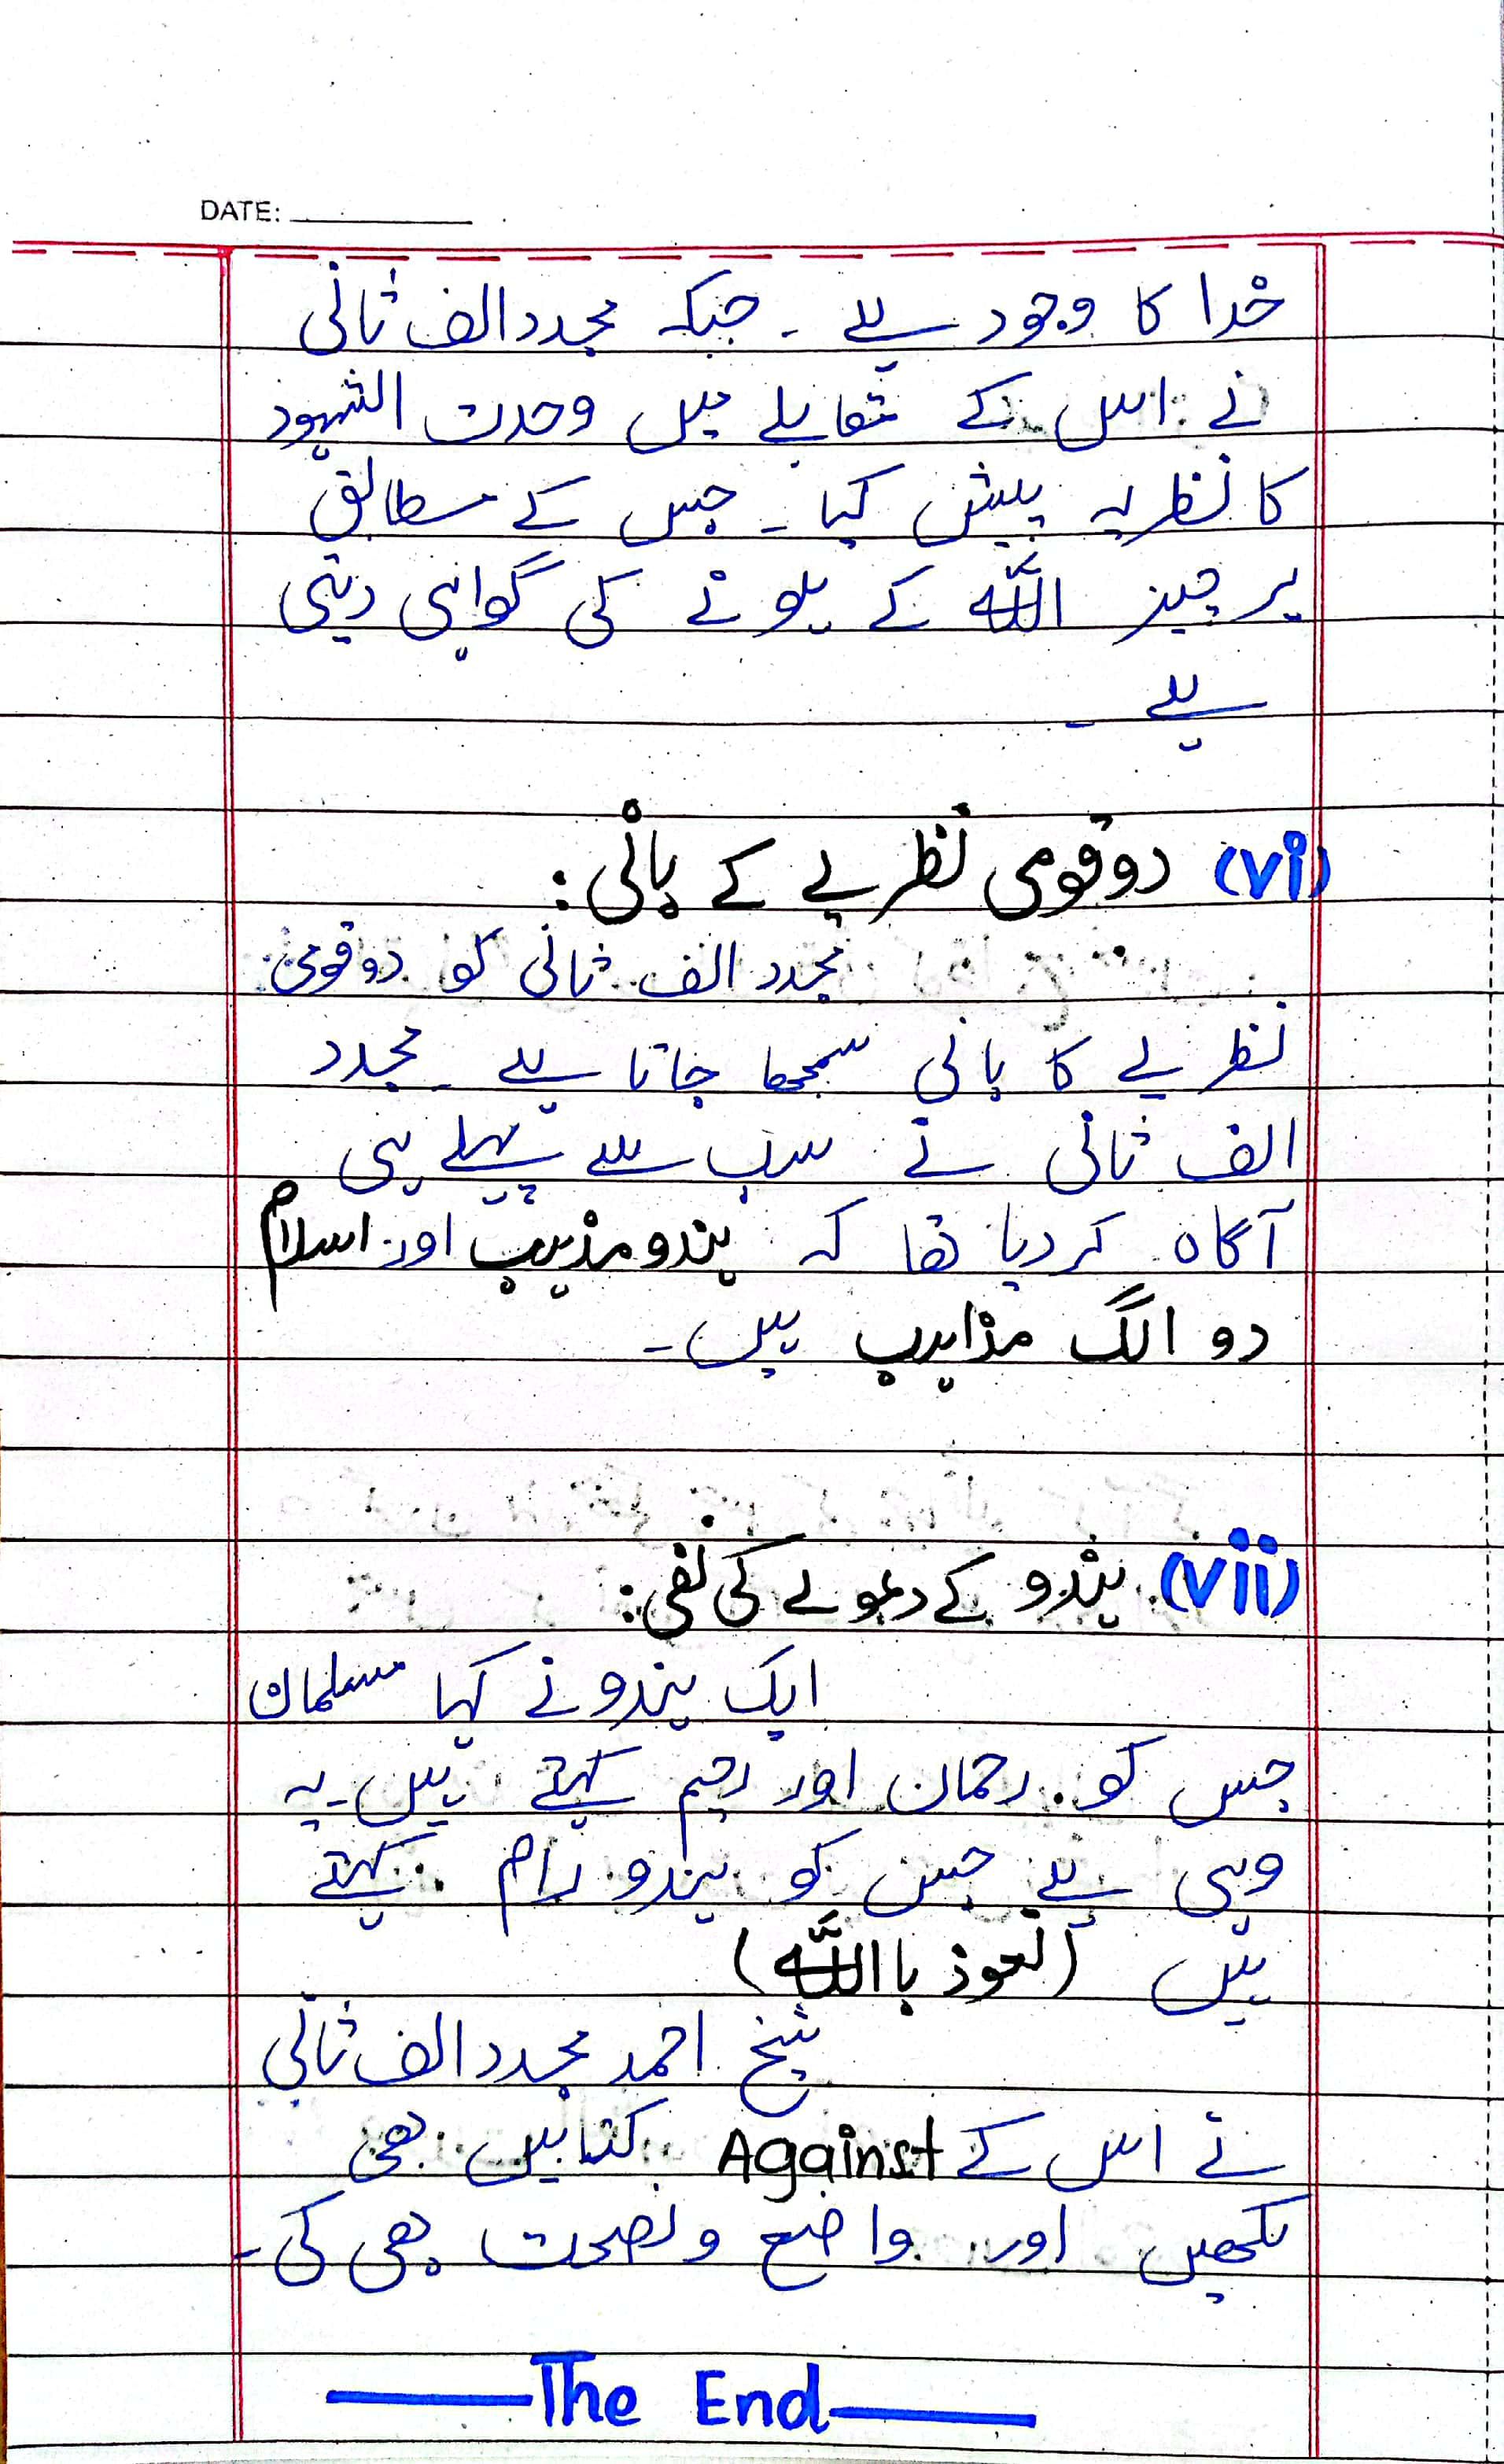 DATE:
خدا کا وجود ہے ۔ جبکہ مجدد الف ثانی
نے اس کے مقابلے میں وحدت الشہود
کا نظریہ پیش کیا ۔ جس کے مطابق
ہر چیز اللہ کے ہونے کی گواہی دیتی
ہے ۔
(vi) دو قومی نظریے کے بانی :
مجدد الف ثانی کو دو قومی
نظریے کا بانی سمجھا جاتا ہے ۔ مجدد
الف ثانی نے سب سے پہلے ہی
آگاہ کر دیا تھا کہ ہندو مذہب اور اسلام
دو الگ مذاہب ہیں ۔
(vii) ہندو کے دعوے کی نفی :
ایک ہندو نے کہا مسلمان
جس کو رحمان اور رحیم کہتے ہیں ۔ یہ
وہی ہے جس کو ہندو رام کہتے
ہیں (نعوذ بااللہ)
شیخ احمد مجدد الف ثانی
نے اس کے Against کتابیں بھی
لکھیں اور واضع ونصحت بھی کی ۔
The End